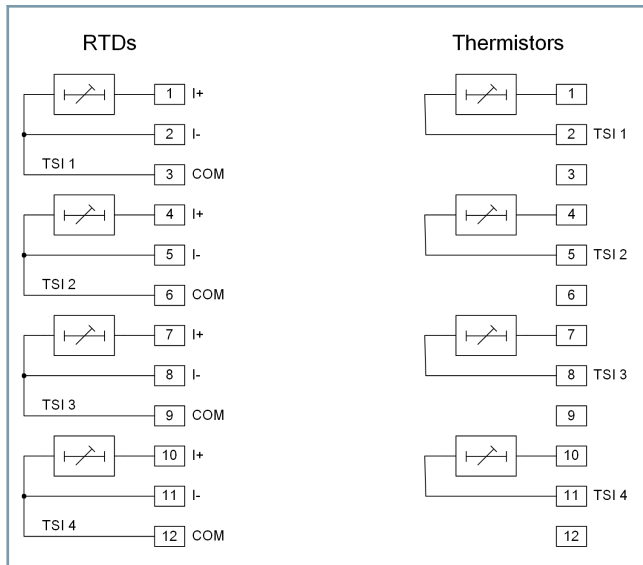 RTDs
1 I+
2 I-
TSI 1
3 COM
4 I+
5 I-
TSI 2
6 COM
7 I+
8 I-
TSI 3
9 COM
10 I+
11 I-
TSI 4
12 COM
Thermistors
1
2 TSI 1
3
4
5 TSI 2
6
7
8 TSI 3
9
10
11 TSI 4
12